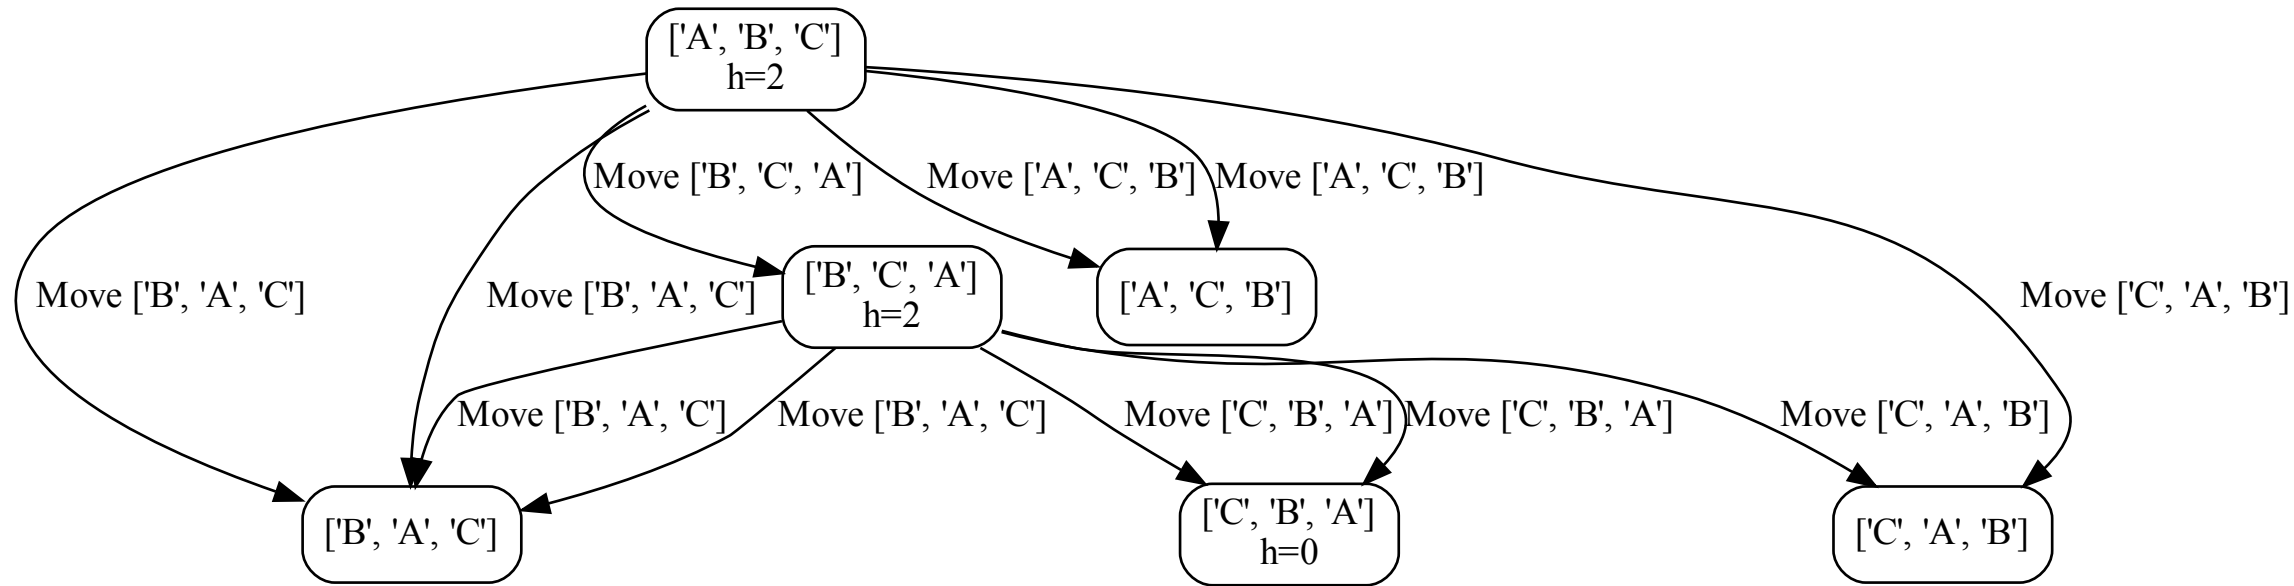 ['A', 'B', 'C']
h=2
Move ['B', 'C', 'A']
Move ['A', 'C', 'B']
Move ['A', 'C', 'B']
Move ['B', 'A', 'C']
Move ['B', 'A', 'C']
['B', 'C', 'A']
h=2
['A', 'C', 'B']
Move ['C', 'A', 'B']
Move ['B', 'A', 'C']
Move ['B', 'A', 'C']
Move ['C', 'B', 'A']
Move ['C', 'B', 'A']
Move ['C', 'A', 'B']
['B', 'A', 'C']
['C', 'B', 'A']
h=0
['C', 'A', 'B']